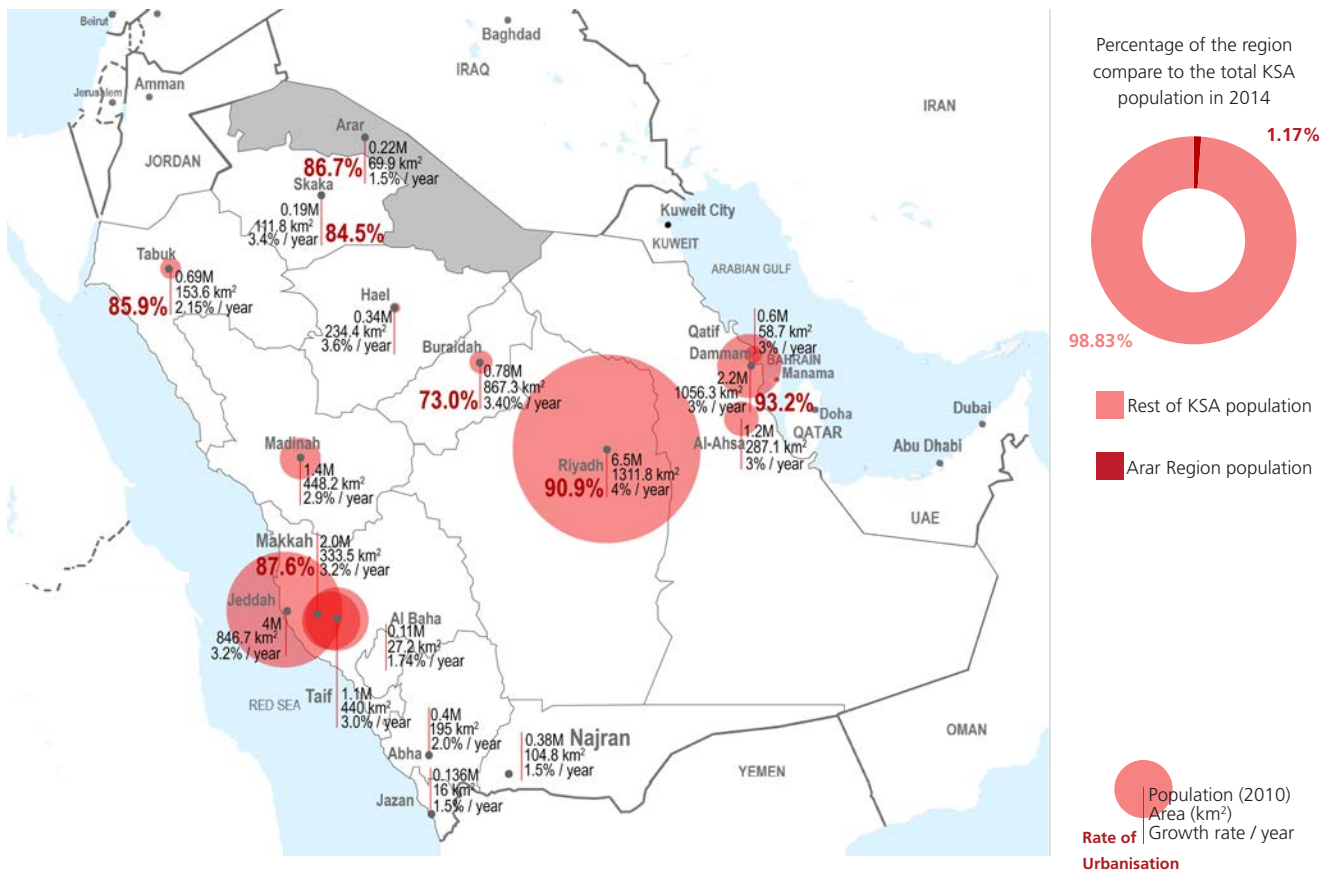 Beirut
Baghdad
IRAQ
Amman
Jerusalem
IRAN
JORDAN
Arar
0.22M
69.9 km²
1.5% / year
86.7%
Skaka
0.19M
111.8 km²
3.4% / year
84.5%
Kuwait City
KUWAIT
ARABIAN GULF
Tabuk
0.69M
153.6 km²
2.15% / year
85.9%
Hael
0.34M
234.4 km²
3.6% / year
Buraidah
0.78M
867.3 km²
3.40% / year
73.0%
Qatif
0.6M
58.7 km²
3% / year
Dammam
BAHRAIN
Manama
2.2M
1056.3 km²
3% / year
93.2%
Doha
QATAR
Al-Ahsa
1.2M
287.1 km²
3% / year
Dubai
Abu Dhabi
UAE
Madinah
1.4M
448.2 km²
2.9% / year
Riyadh
6.5M
1311.8 km²
4% / year
90.9%
Makkah
2.0M
333.5 km²
3.2% / year
87.6%
Jeddah
4M
846.7 km²
3.2% / year
Al Baha
0.11M
27.2 km²
1.74% / year
RED SEA
Taif
1.1M
440 km²
3.0% / year
0.4M
195 km²
2.0% / year
Abha
0.38M
104.8 km²
1.5% / year
Najran
0.136M
16 km²
1.5% / year
Jazan
YEMEN
OMAN
Percentage of the region
compare to the total KSA
population in 2014
1.17%
98.83%
Rest of KSA population
Arar Region population
Population (2010)
Area (km²)
Growth rate / year
Rate of
Urbanisation